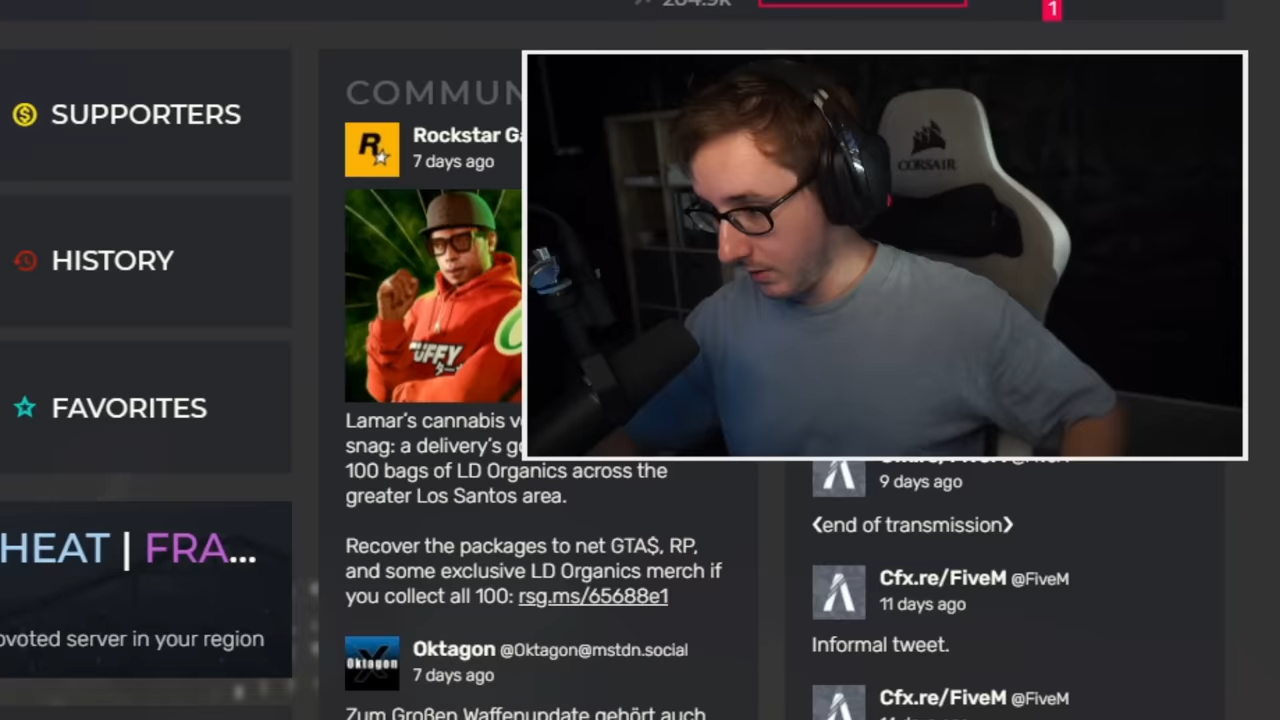 1
SUPPORTERS
HISTORY
FAVORITES
HEAT | FRA...
ovoted server in your region
COMMUN
Rockstar Ga
7 days ago
Lamar's cannabis v
snag: a delivery's g
100 bags of LD Organics across the
greater Los Santos area.
Recover the packages to net GTA$, RP,
and some exclusive LD Organics merch if
you collect all 100: rsg.ms/65688e1
Oktagon @Oktagon@mstdn.social
7 days ago
Oktagon
Zum Großen Waffenupdate gehört auch
CORSAIR
9 days ago
❮end of transmission❯
Cfx.re/FiveM @FiveM
11 days ago
Informal tweet.
Cfx.re/FiveM @FiveM